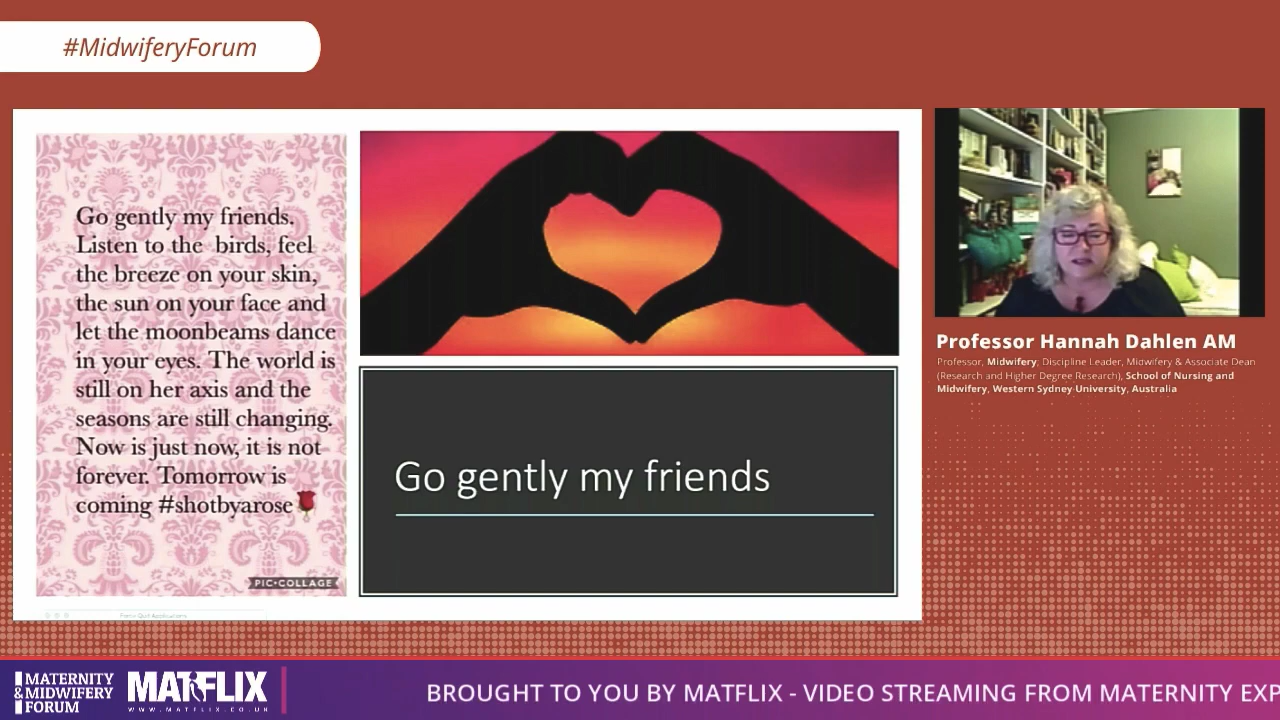 #MidwiferyForum
Go gently my friends.
Listen to the birds, feel
the breeze on your skin,
the sun on your face and
let the moonbeams dance
in your eyes. The world is
still on her axis and the
seasons are still changing.
Now is just now, it is not
forever. Tomorrow is
coming #shotbyarose🌹
PIC•COLLAGE
Go gently my friends
Force Quit Applications
Professor Hannah Dahlen AM
Professor, Midwifery; Discipline Leader, Midwifery & Associate Dean
(Research and Higher Degree Research), School of Nursing and
Midwifery, Western Sydney University, Australia
MATERNITY
&MIDWIFERY
FORUM
MATFLIX
WWW.MATFLIX.CO.UK
BROUGHT TO YOU BY MATFLIX - VIDEO STREAMING FROM MATERNITY EXP